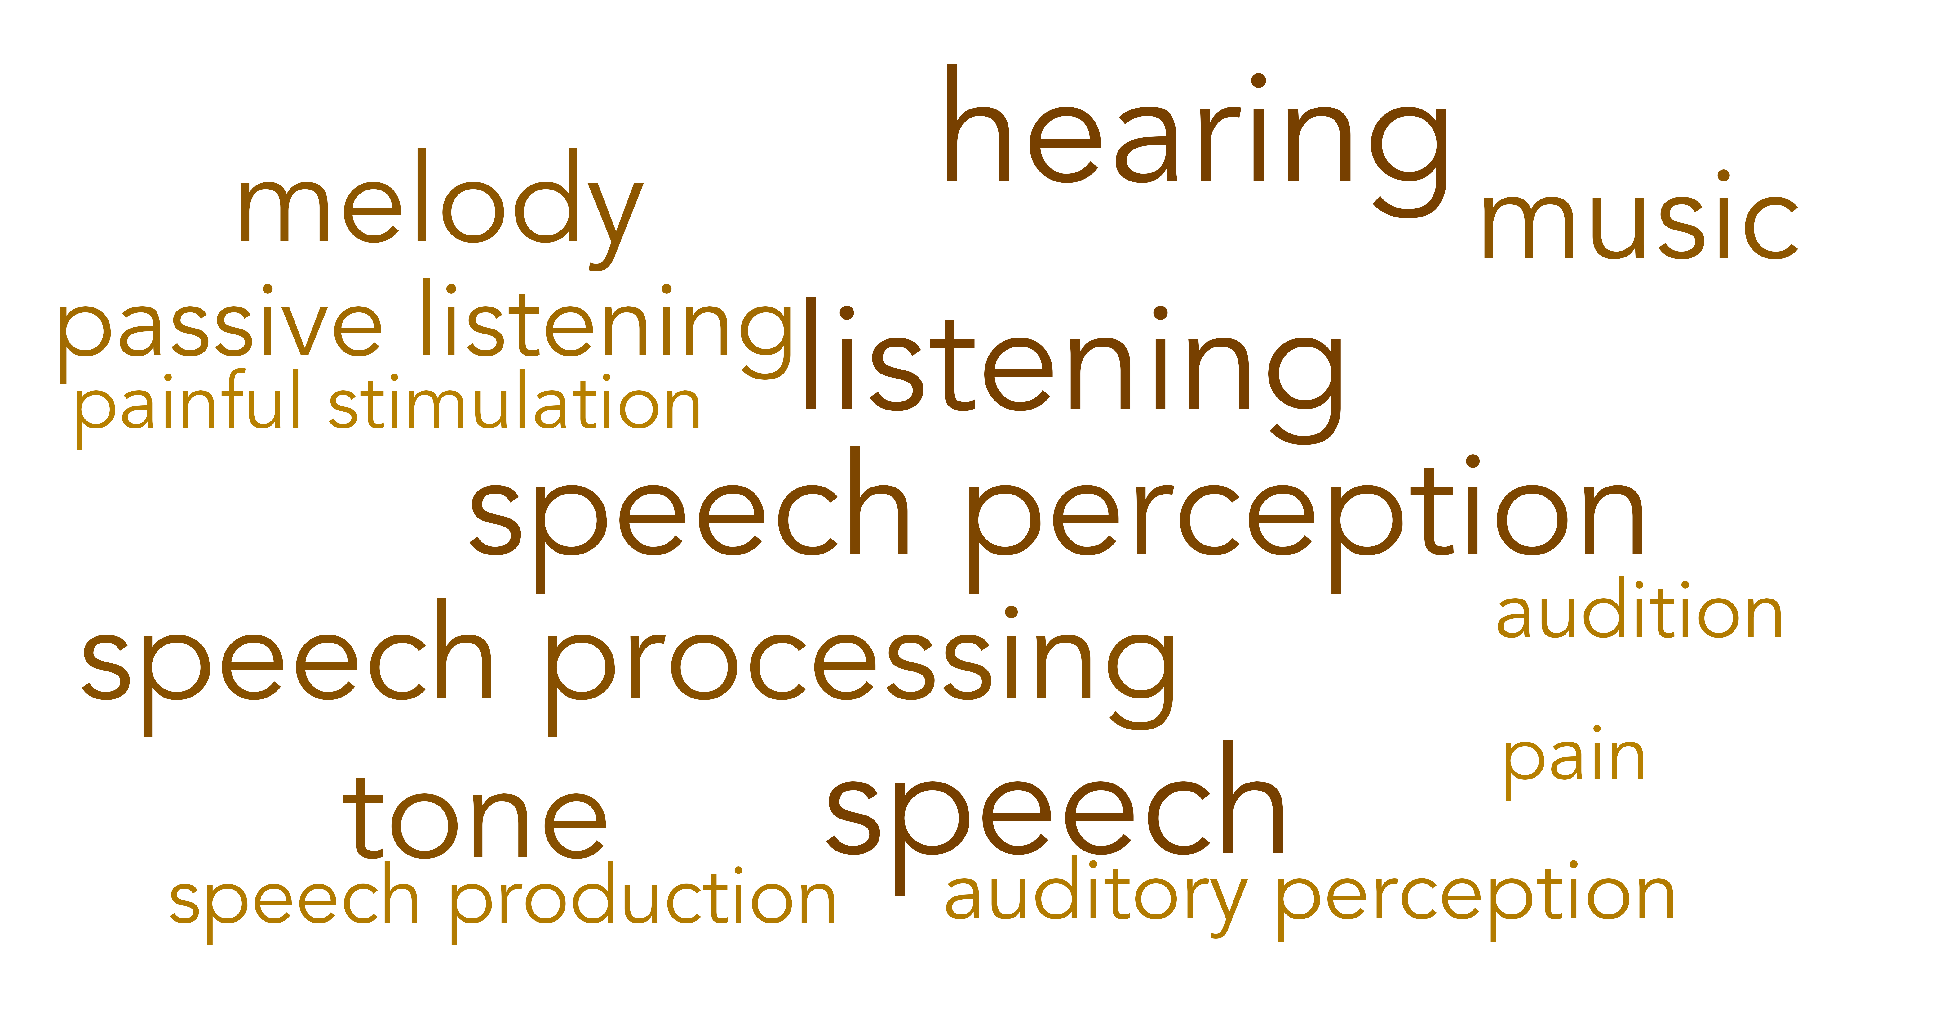 hearing
melody
music
passive listening
listening
painful stimulation
speech perception
audition
speech processing
pain
tone
speech
speech production
auditory perception